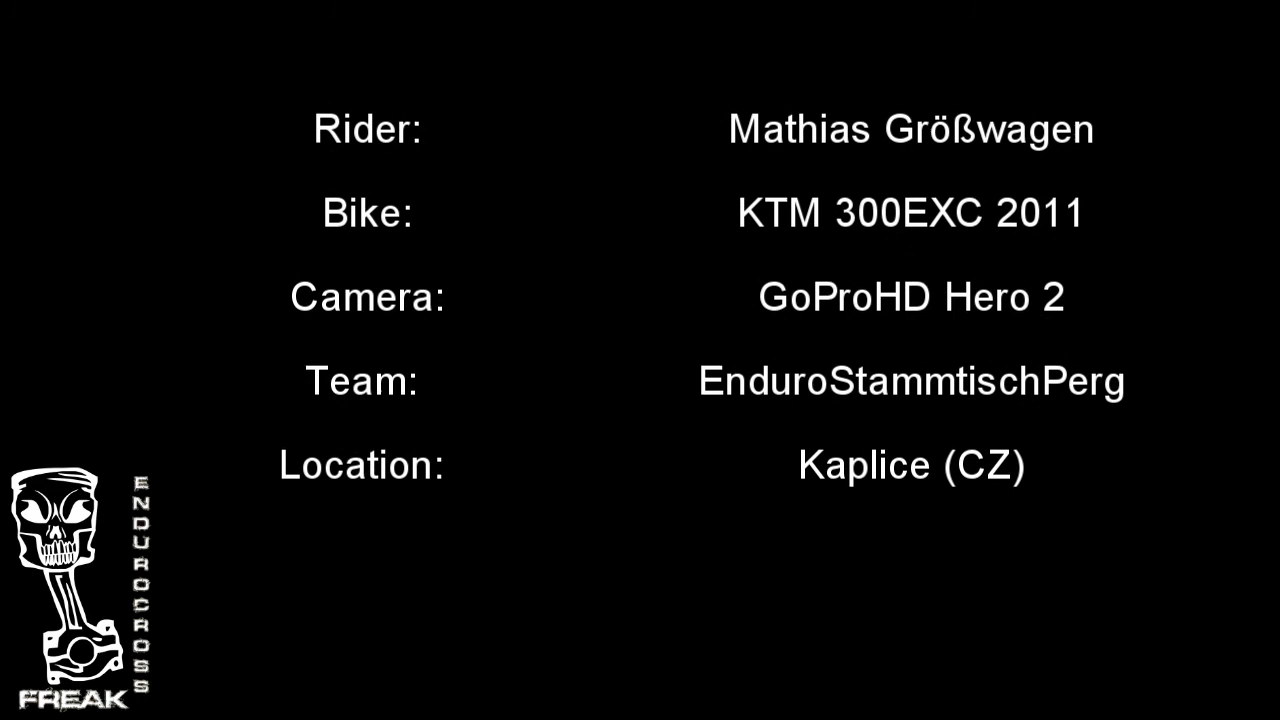 Rider: Mathias Größwagen
Bike: KTM 300EXC 2011
Camera: GoProHD Hero 2
Team: EnduroStammtischPerg
Location: Kaplice (CZ)
ENDUROCROSS
FREAK